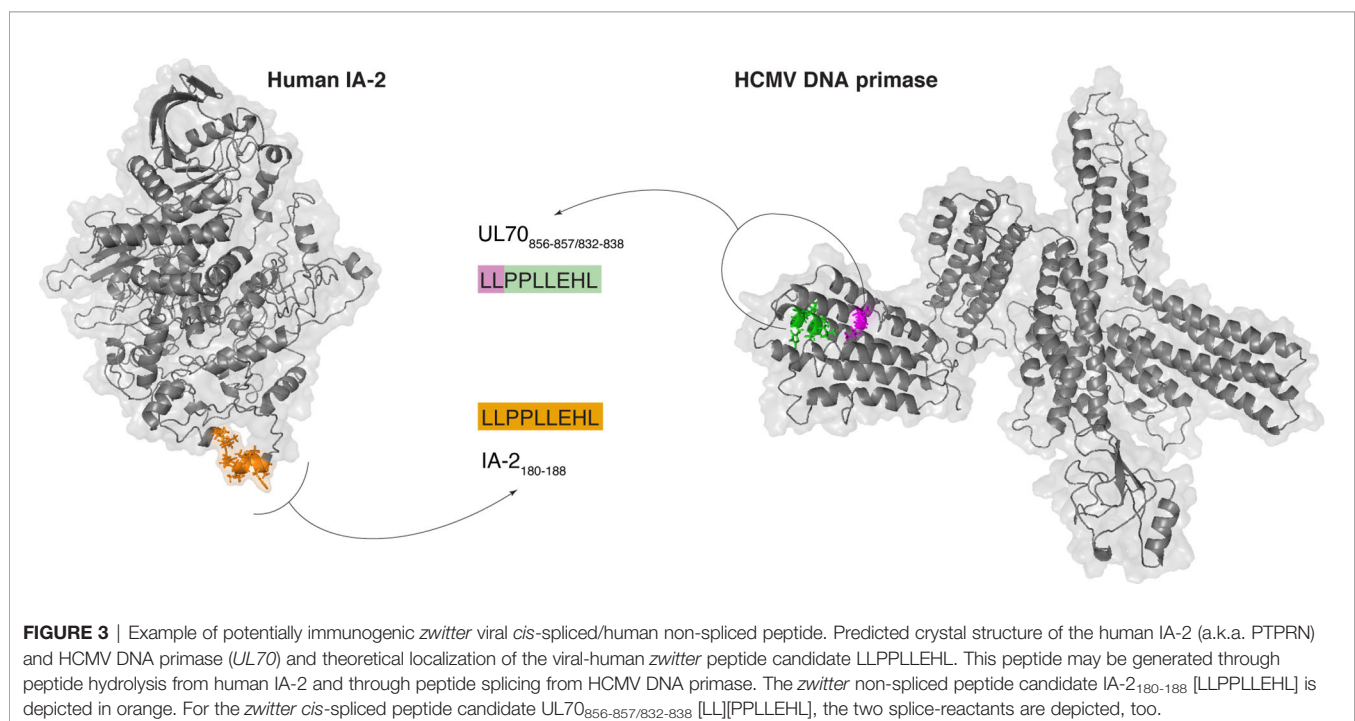 Human IA-2
HCMV DNA primase
UL70856-857/832-838
LLPPLLEHL
LLPPLLEHL
IA-2180-188
FIGURE 3 | Example of potentially immunogenic zwitter viral cis-spliced/human non-spliced peptide. Predicted crystal structure of the human IA-2 (a.k.a. PTPRN)
and HCMV DNA primase (UL70) and theoretical localization of the viral-human zwitter peptide candidate LLPPLLEHL. This peptide may be generated through
peptide hydrolysis from human IA-2 and through peptide splicing from HCMV DNA primase. The zwitter non-spliced peptide candidate IA-2180-188 [LLPPLLEHL] is
depicted in orange. For the zwitter cis-spliced peptide candidate UL70856-857/832-838 [LL][PPLLEHL], the two splice-reactants are depicted, too.